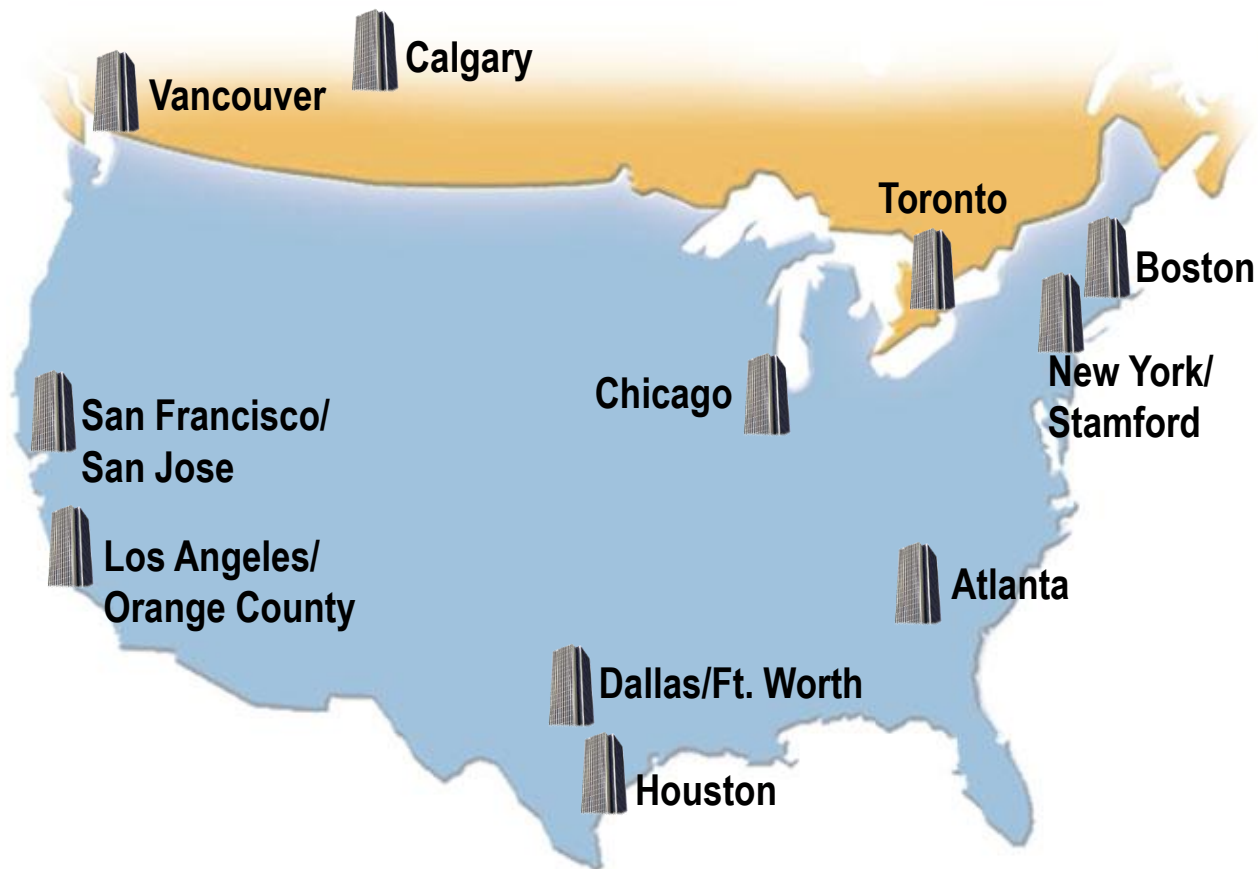 Calgary
Vancouver
Toronto
Boston
New York/
Stamford
Chicago
San Francisco/
San Jose
Los Angeles/
Orange County
Atlanta
Dallas/Ft. Worth
Houston